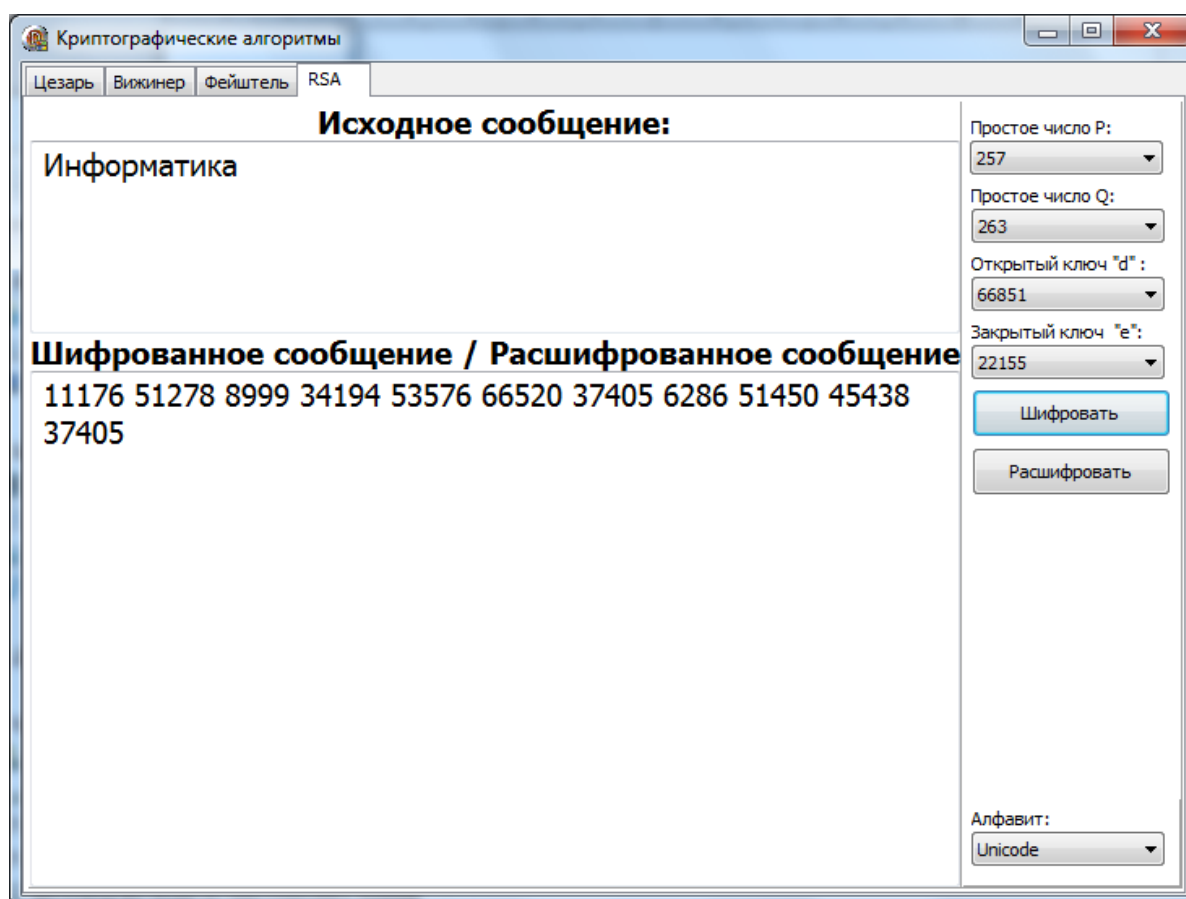 Криптографические алгоритмы
Цезарь Вижинер Фейштель RSA
Исходное сообщение:
Информатика
Шифрованное сообщение / Расшифрованное сообщение
11176 51278 8999 34194 53576 66520 37405 6286 51450 45438
37405
Простое число P:
257
Простое число Q:
263
Открытый ключ "d" :
66851
Закрытый ключ "e":
22155
Шифровать
Расшифровать
Алфавит:
Unicode